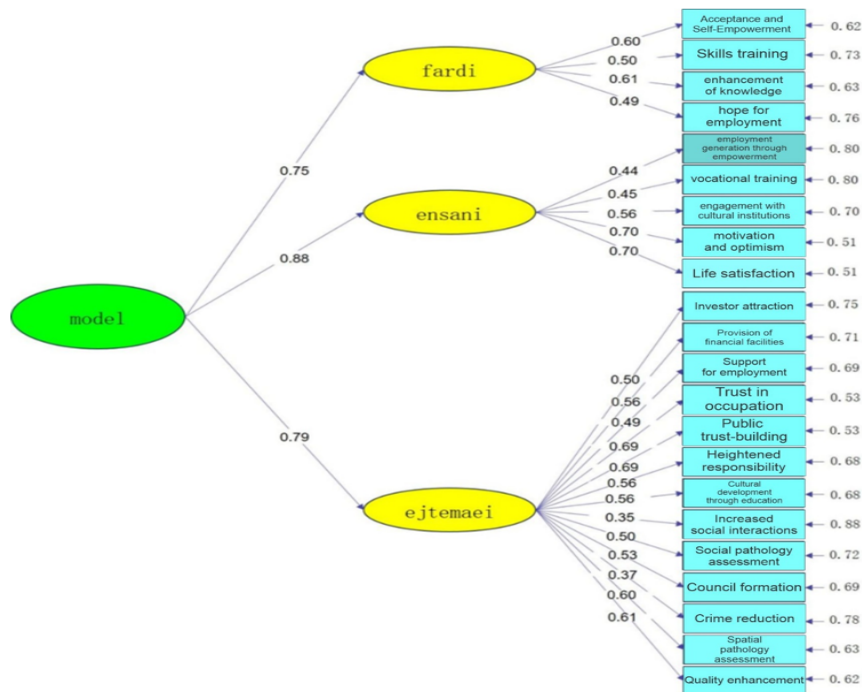 Acceptance and
Self-Empowerment
0.62
0.60
Skills training
0.73
fardi
0.50
0.61
enhancement
of knowledge
0.63
0.49
hope for
employment
0.76
employment
generation through
empowerment
0.80
0.75
0.44
vocational training
0.80
0.45
ensani
0.56
engagement with
cultural institutions
0.70
0.70
motivation
and optimism
0.51
0.88
0.70
Life satisfaction
0.51
model
Investor attraction
0.75
Provision of
financial facilities
0.71
Support
for employment
0.69
0.50
Trust in
occupation
0.53
0.56
0.49
Public
trust-building
0.53
0.79
0.69
Heightened
responsibility
0.68
0.69
0.56
Cultural
development
through education
0.68
0.56
ejtemaei
0.35
Increased
social interactions
0.88
0.50
Social pathology
assessment
0.72
0.53
Council formation
0.69
0.37
0.60
Crime reduction
0.78
0.61
Spatial
pathology
assessment
0.63
Quality enhancement
0.62